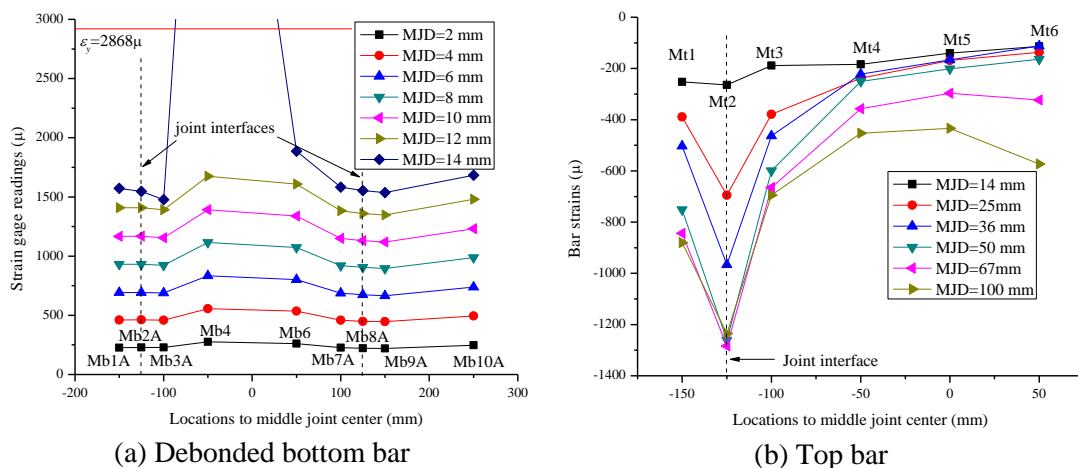 3000
2500
2000
1500
1000
500
0
Strain gage readings (μ)
εy=2868μ
MJD=2 mm
MJD=4 mm
MJD=6 mm
MJD=8 mm
MJD=10 mm
MJD=12 mm
MJD=14 mm
joint interfaces
Mb1A
Mb2A
Mb3A
Mb4
Mb6
Mb7A
Mb8A
Mb9A
Mb10A
-200 -100 0 100 200 300
Locations to middle joint center (mm)
(a) Debonded bottom bar
0
-200
-400
-600
-800
-1000
-1200
-1400
Bar strains (μ)
Mt1
Mt2
Mt3
Mt4
Mt5
Mt6
MJD=14 mm
MJD=25mm
MJD=36 mm
MJD=50 mm
MJD=67mm
MJD=100 mm
Joint interface
-150 -100 -50 0 50
Locations to middle joint center (mm)
(b) Top bar